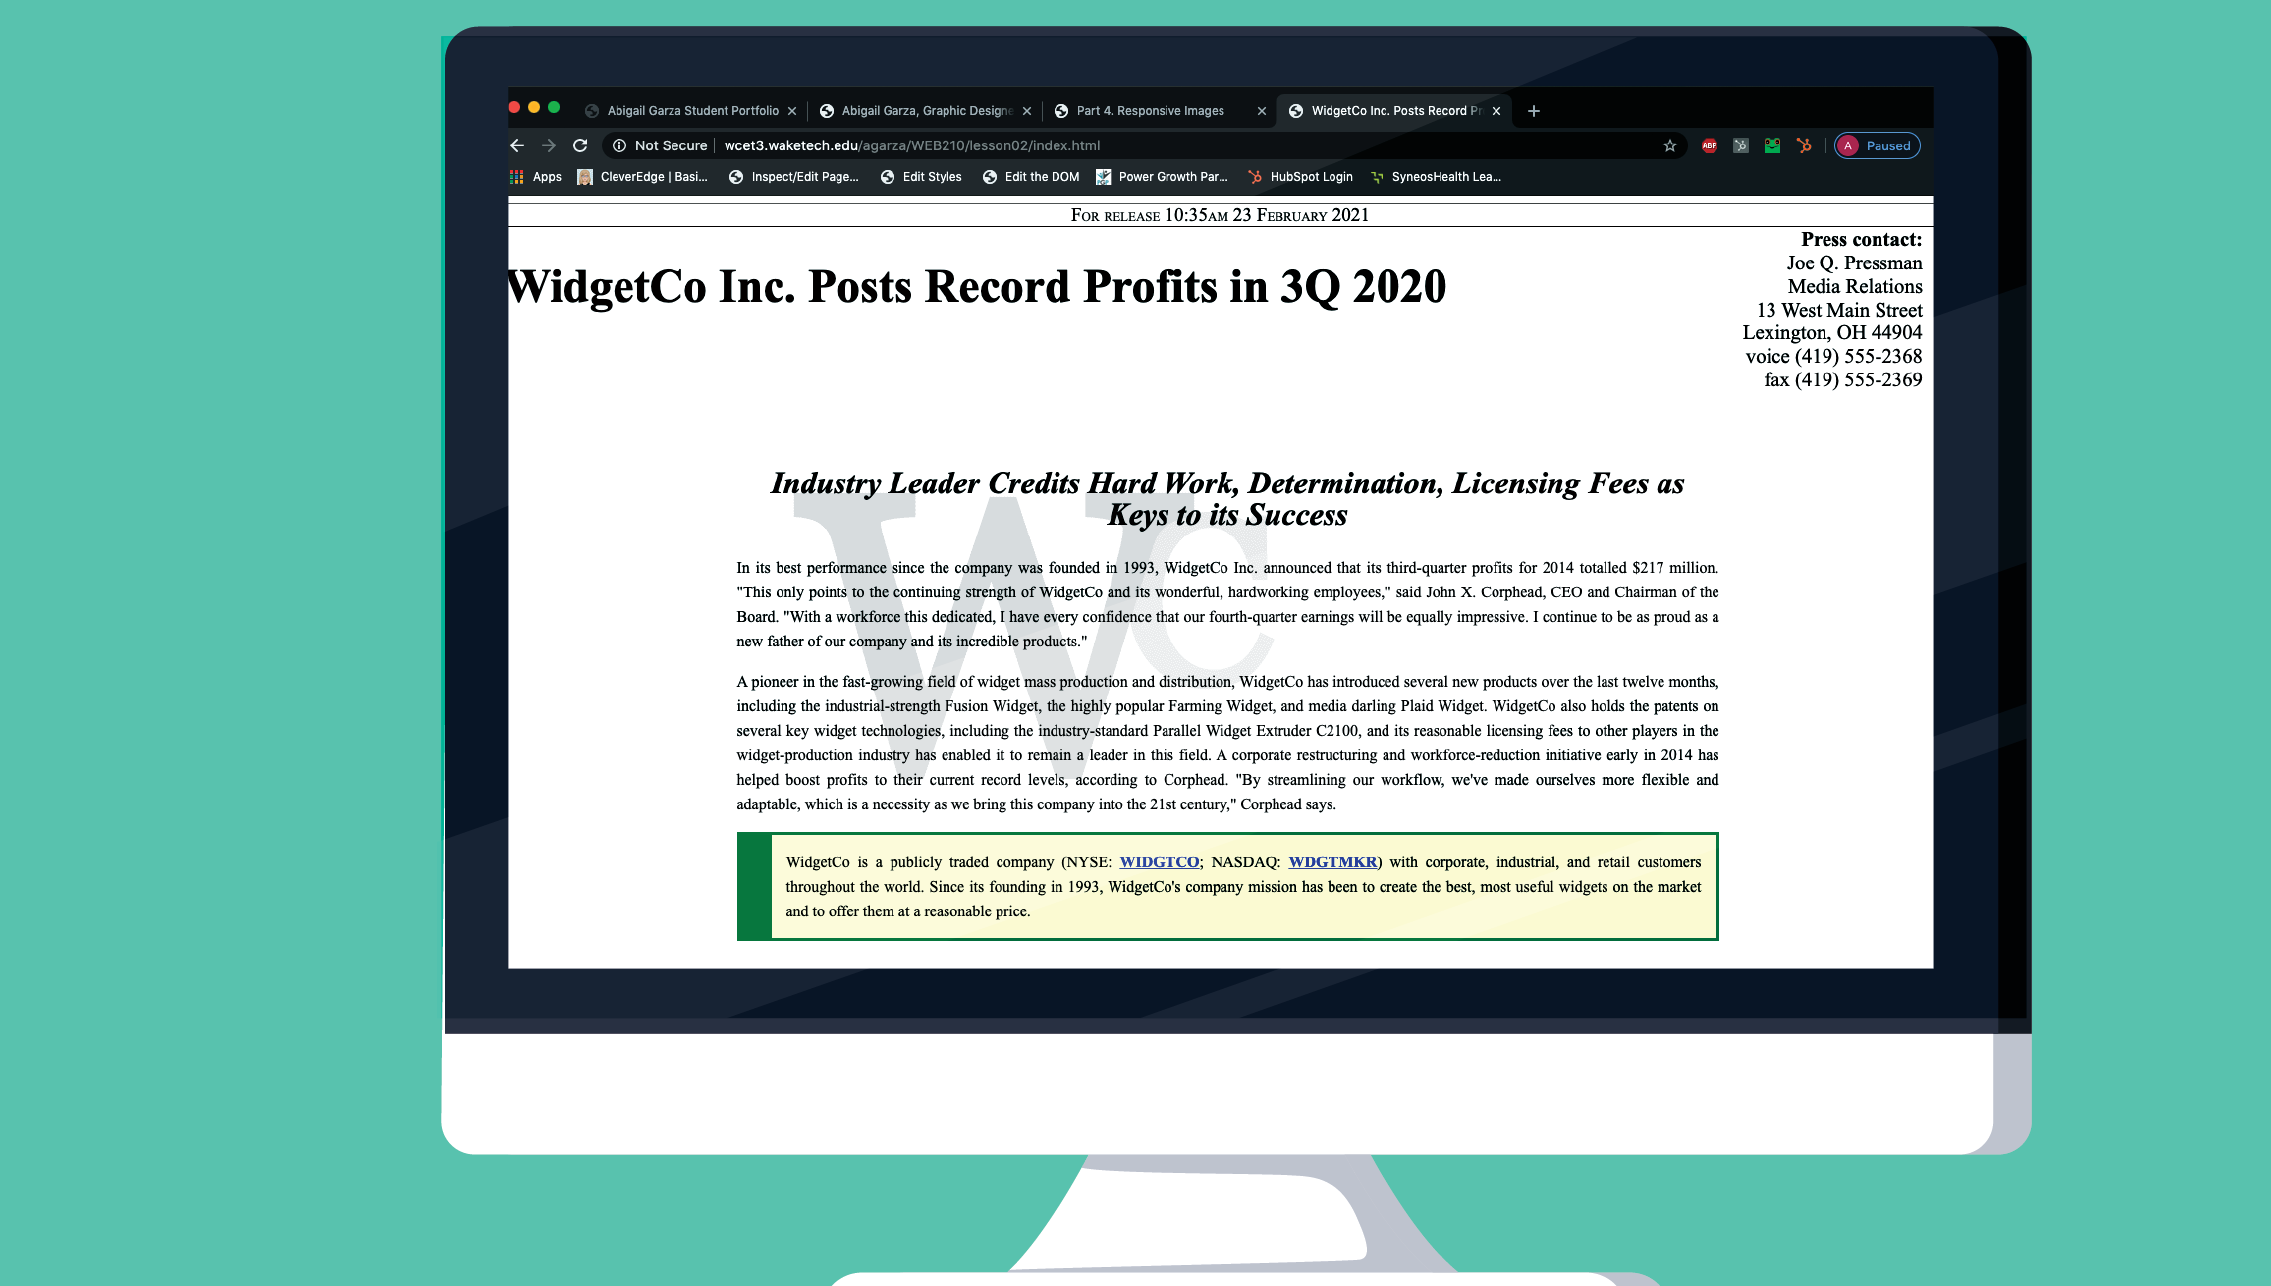 Abigail Garza Student Portfolio
Abigail Garza, Graphic Designe
Part 4. Responsive Images
WidgetCo Inc. Posts Record Pr
Not Secure | wcet3.waketech.edu/agarza/WEB210/lesson02/index.html
ABP
A Paused
Apps
CleverEdge | Basi...
Inspect/Edit Page...
Edit Styles
Edit the DOM
Power Growth Par...
HubSpot Login
SyneosHealth Lea...
For release 10:35am 23 February 2021
Press contact:
Joe Q. Pressman
Media Relations
13 West Main Street
Lexington, OH 44904
voice (419) 555-2368
fax (419) 555-2369
WidgetCo Inc. Posts Record Profits in 3Q 2020
Industry Leader Credits Hard Work, Determination, Licensing Fees as
Keys to its Success
WC
In its best performance since the company was founded in 1993, WidgetCo Inc. announced that its third-quarter profits for 2014 totalled $217 million.
"This only points to the continuing strength of WidgetCo and its wonderful, hardworking employees," said John X. Corphead, CEO and Chairman of the
Board. "With a workforce this dedicated, I have every confidence that our fourth-quarter earnings will be equally impressive. I continue to be as proud as a
new father of our company and its incredible products."
A pioneer in the fast-growing field of widget mass production and distribution, WidgetCo has introduced several new products over the last twelve months,
including the industrial-strength Fusion Widget, the highly popular Farming Widget, and media darling Plaid Widget. WidgetCo also holds the patents on
several key widget technologies, including the industry-standard Parallel Widget Extruder C2100, and its reasonable licensing fees to other players in the
widget-production industry has enabled it to remain a leader in this field. A corporate restructuring and workforce-reduction initiative early in 2014 has
helped boost profits to their current record levels, according to Corphead. "By streamlining our workflow, we've made ourselves more flexible and
adaptable, which is a necessity as we bring this company into the 21st century," Corphead says.
WidgetCo is a publicly traded company (NYSE: WIDGTCO; NASDAQ: WDGTMKR) with corporate, industrial, and retail customers
throughout the world. Since its founding in 1993, WidgetCo's company mission has been to create the best, most useful widgets on the market
and to offer them at a reasonable price.